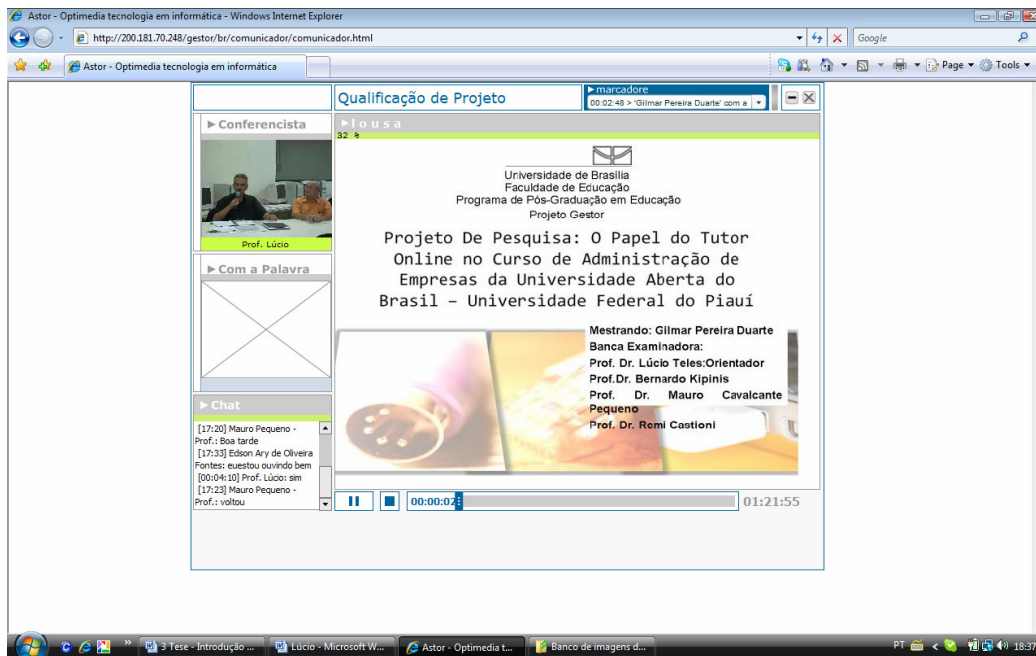 Astor - Optimedia tecnologia em informática - Windows Internet Explorer
http://200.181.70.248/gestor/br/comunicador/comunicador.html
Google
Astor - Optimedia tecnologia em informática
Page
Tools
Qualificação de Projeto
marcadore
00:02:48 > 'Gilmar Pereira Duarte' com a
Conferencista
Prof. Lúcio
Com a Palavra
Chat
[17:20] Mauro Pequeno -
Prof.: Boa tarde
[17:33] Edson Ary de Oliveira
Fontes: euestou ouvindo bem
[00:04:10] Prof. Lúcio: sim
[17:23] Mauro Pequeno -
Prof.: voltou
lousa
32 %
Universidade de Brasília
Faculdade de Educação
Programa de Pós-Graduação em Educação
Projeto Gestor
Projeto De Pesquisa: O Papel do Tutor
Online no Curso de Administração de
Empresas da Universidade Aberta do
Brasil – Universidade Federal do Piauí
Mestrando: Gilmar Pereira Duarte
Banca Examinadora:
Prof. Dr. Lúcio Teles:Orientador
Prof.Dr. Bernardo Kipinis
Prof. Dr. Mauro Cavalcante
Pequeno
Prof. Dr. Remi Castioni
00:00:02
01:21:55
3 Tese - Introdução ...
Lúcio - Microsoft W...
Astor - Optimedia t...
Banco de imagens d...
PT
18:37